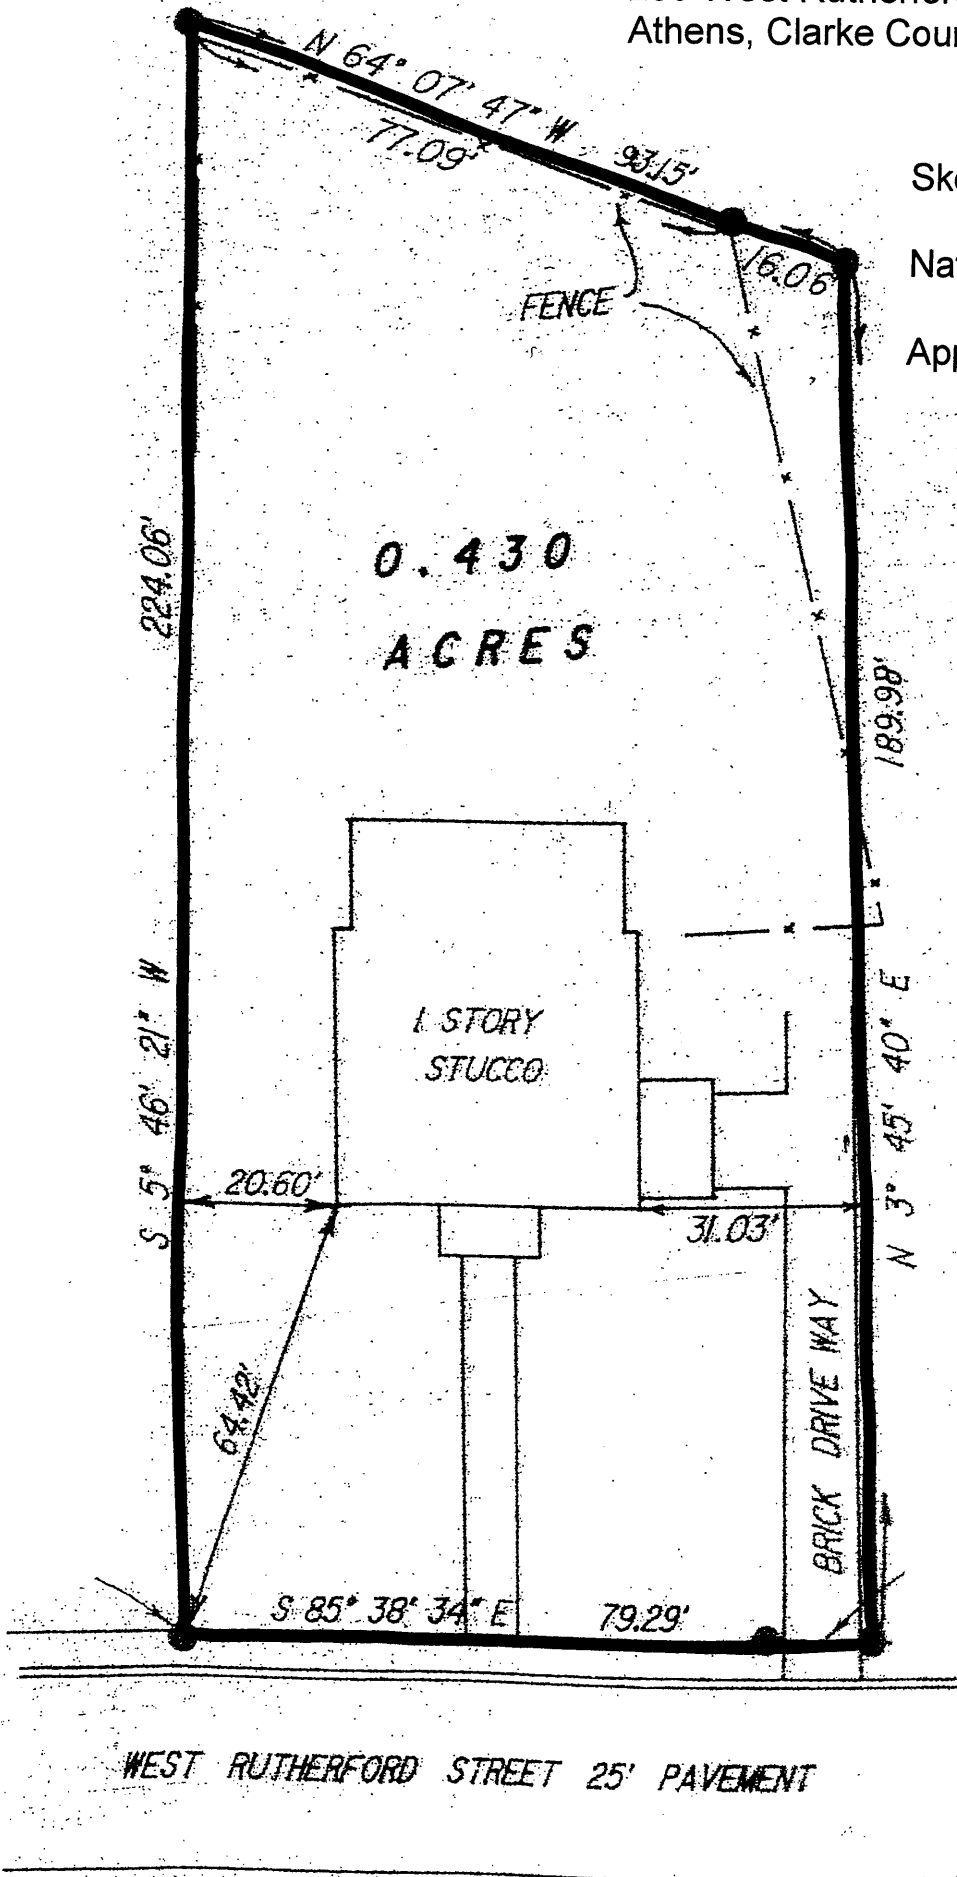 Athens, Clarke
N 64° 07' 47" W
77.09'
93.15'
16.06'
FENCE
224.06'
0.430
ACRES
189.98'
S 5° 46' 21" W
1 STORY
STUCCO
N 3° 45' 40" E
20.60'
31.03'
64.42'
BRICK DRIVE WAY
S 85° 38' 34" E
79.29'
WEST RUTHERFORD STREET 25' PAVEMENT